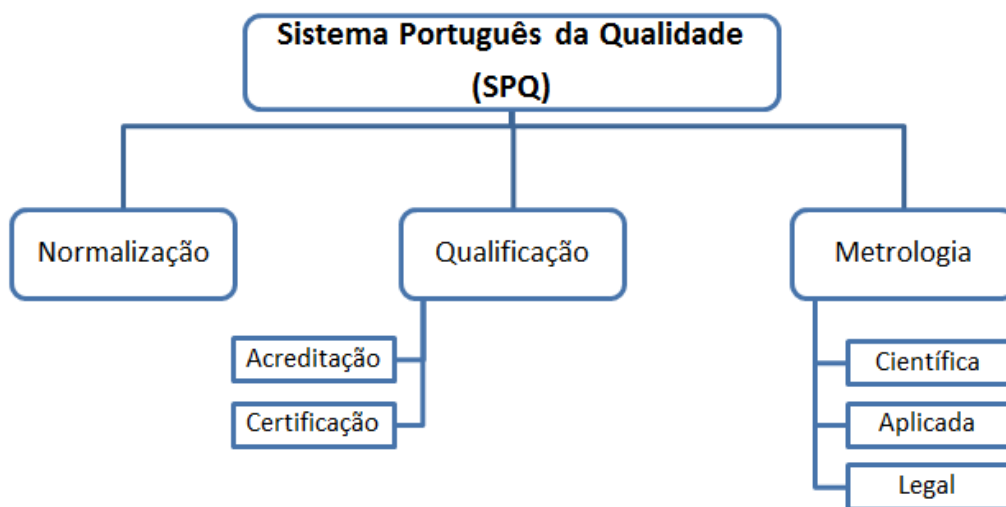 Sistema Português da Qualidade
(SPQ)
Normalização
Qualificação
Metrologia
Acreditação
Certificação
Científica
Aplicada
Legal